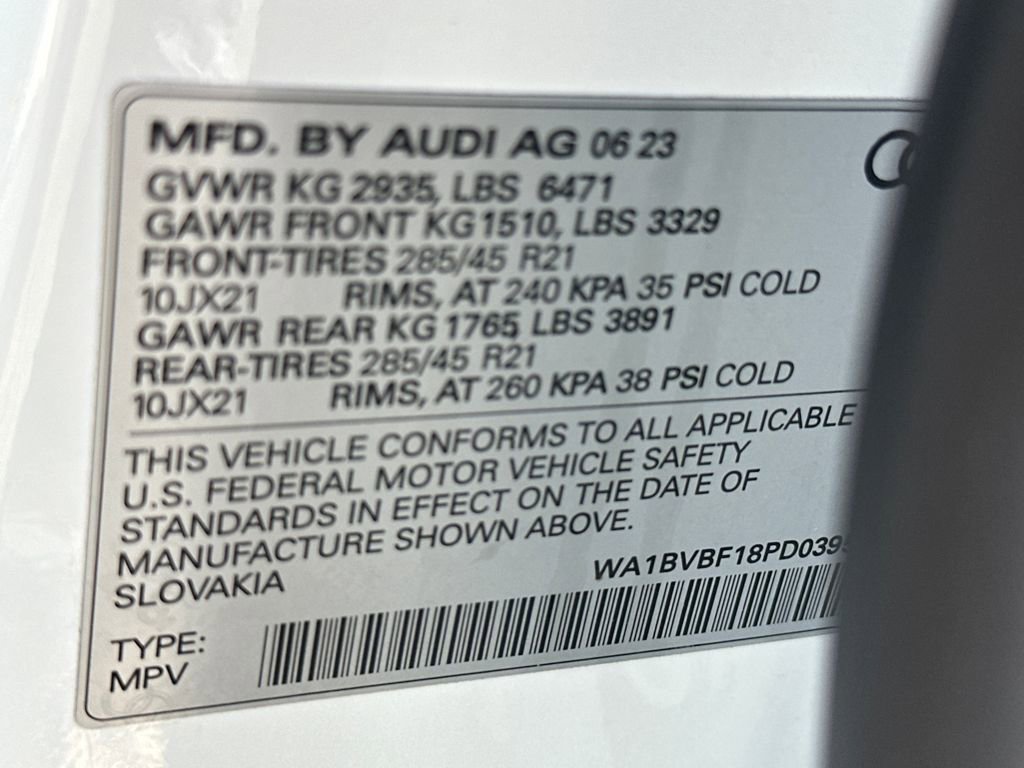 MFD. BY AUDI AG 06 23
GVWR KG 2935, LBS 6471
GAWR FRONT KG 1510, LBS 3329
FRONT-TIRES 285/45 R21
10JX21 RIMS, AT 240 KPA 35 PSI COLD
GAWR REAR KG 1765, LBS 3891
REAR-TIRES 285/45 R21
10JX21 RIMS, AT 260 KPA 38 PSI COLD
THIS VEHICLE CONFORMS TO ALL APPLICABLE
U.S. FEDERAL MOTOR VEHICLE SAFETY
STANDARDS IN EFFECT ON THE DATE OF
MANUFACTURE SHOWN ABOVE.
SLOVAKIA
WA1BVBF18PD039
TYPE:
MPV